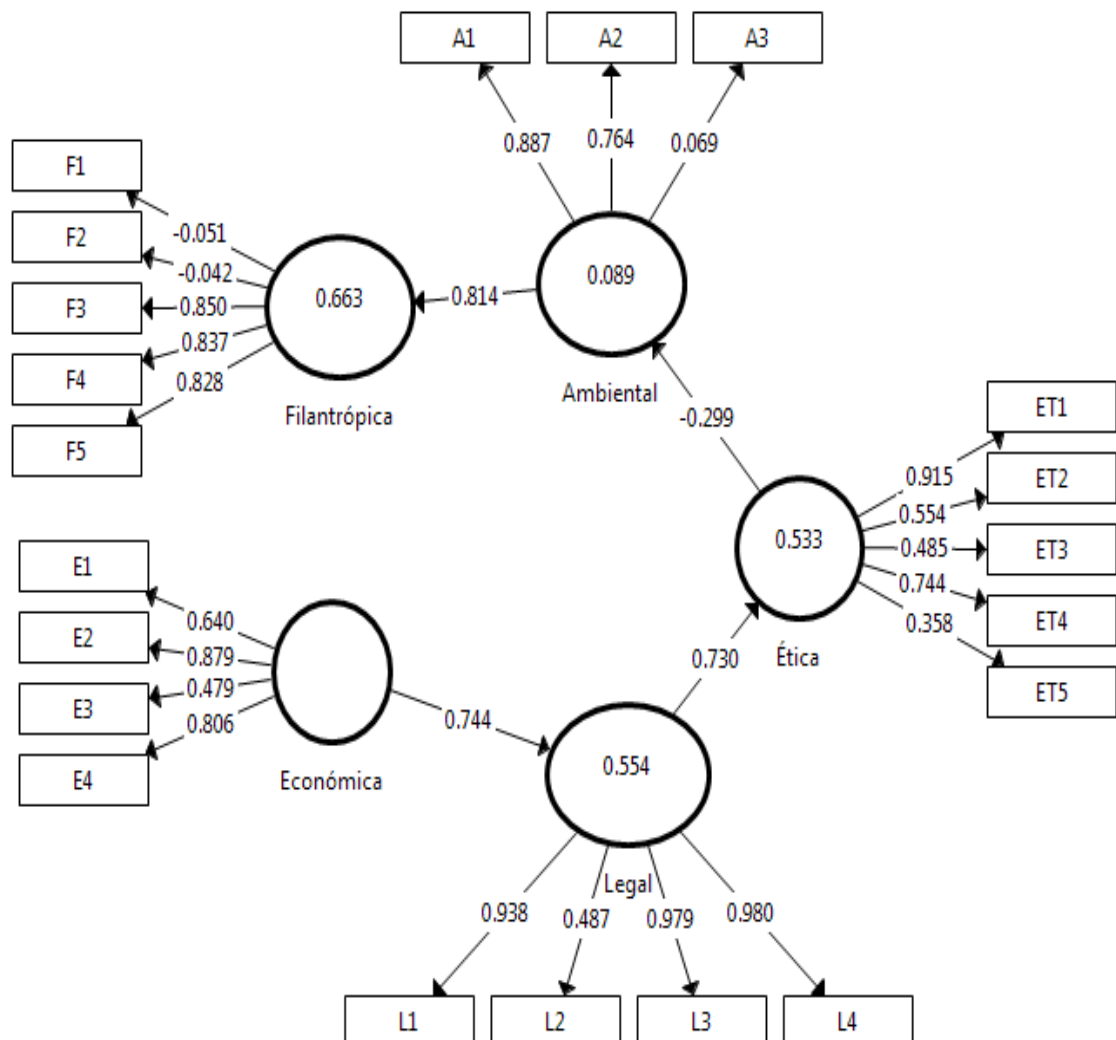 A1
A2
A3
0.887
0.764
0.069
F1
F2
F3
F4
F5
-0.051
-0.042
0.850
0.837
0.828
0.663
Filantrópica
0.814
0.089
Ambiental
-0.299
ET1
ET2
ET3
ET4
ET5
0.915
0.554
0.485
0.744
0.358
0.533
Ética
0.730
E1
E2
E3
E4
0.640
0.879
0.479
0.806
Económica
0.744
0.554
Legal
0.938
0.487
0.979
0.980
L1
L2
L3
L4